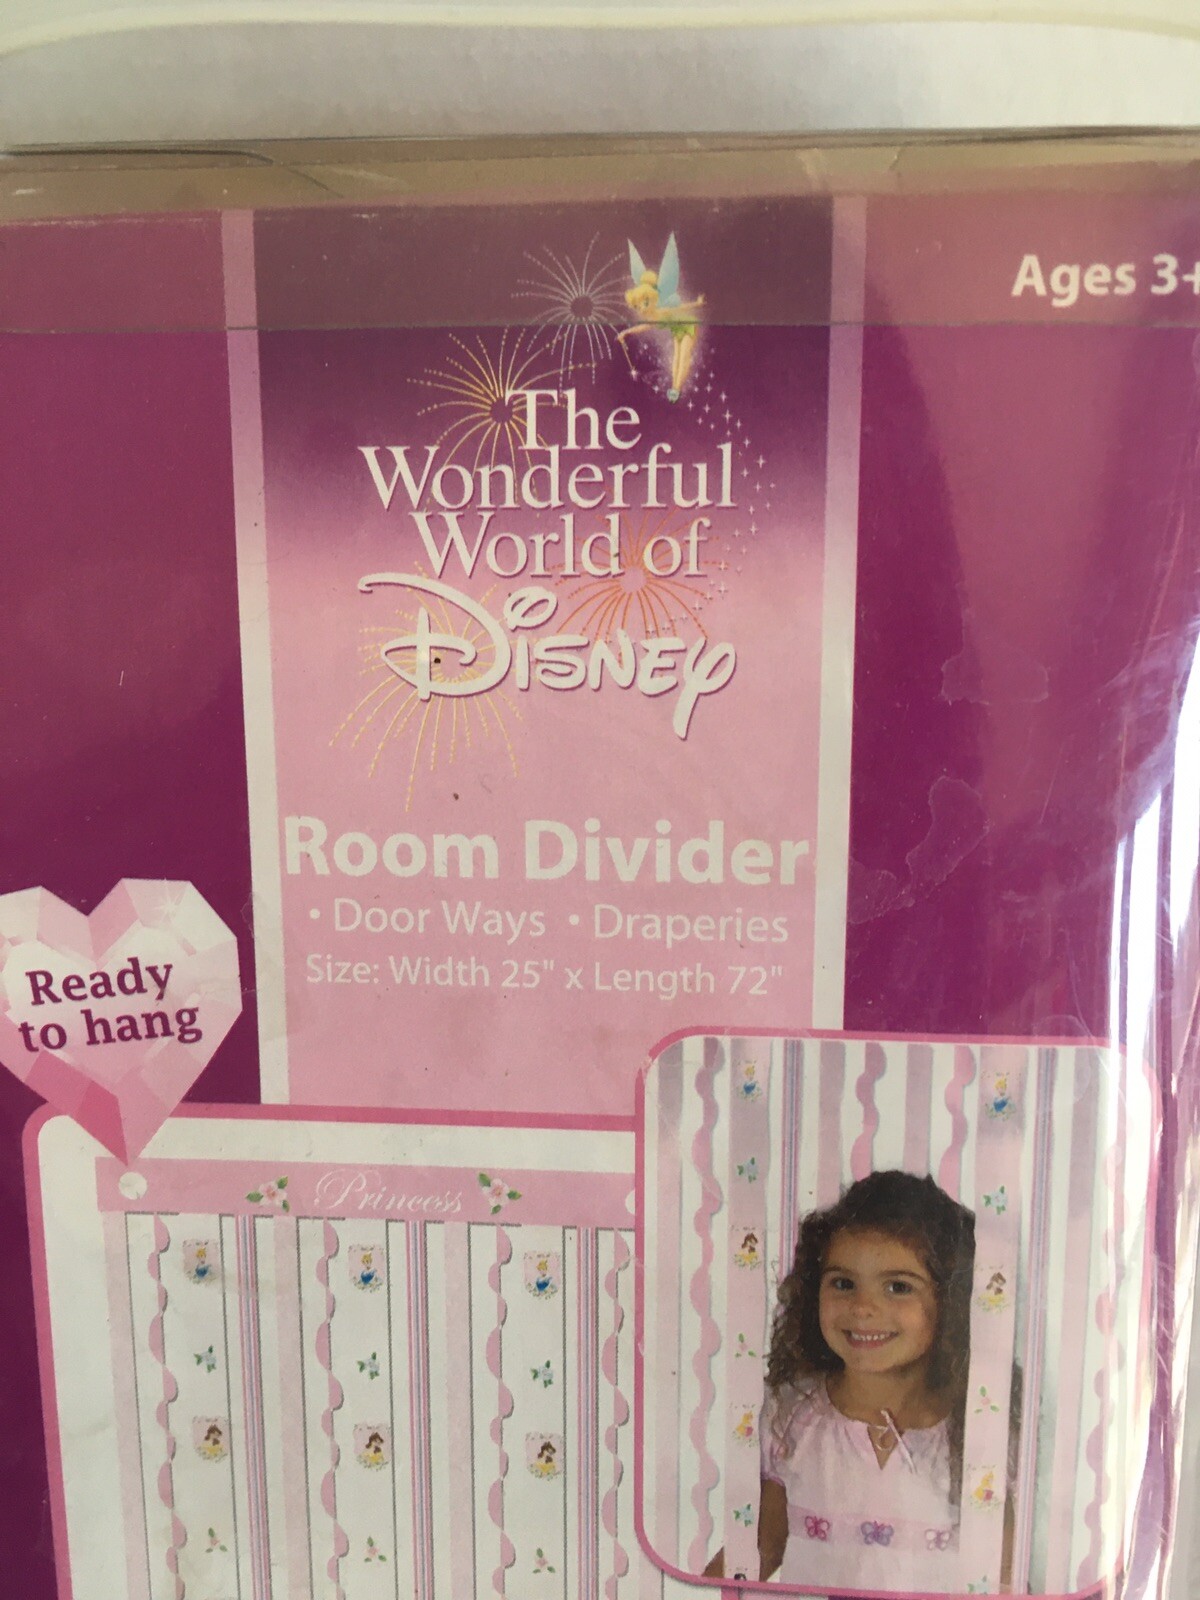 Ages 3+
The
Wonderful
World of
Disney
Room Divider
• Door Ways • Draperies
Size: Width 25" x Length 72"
Ready
to hang
Princess